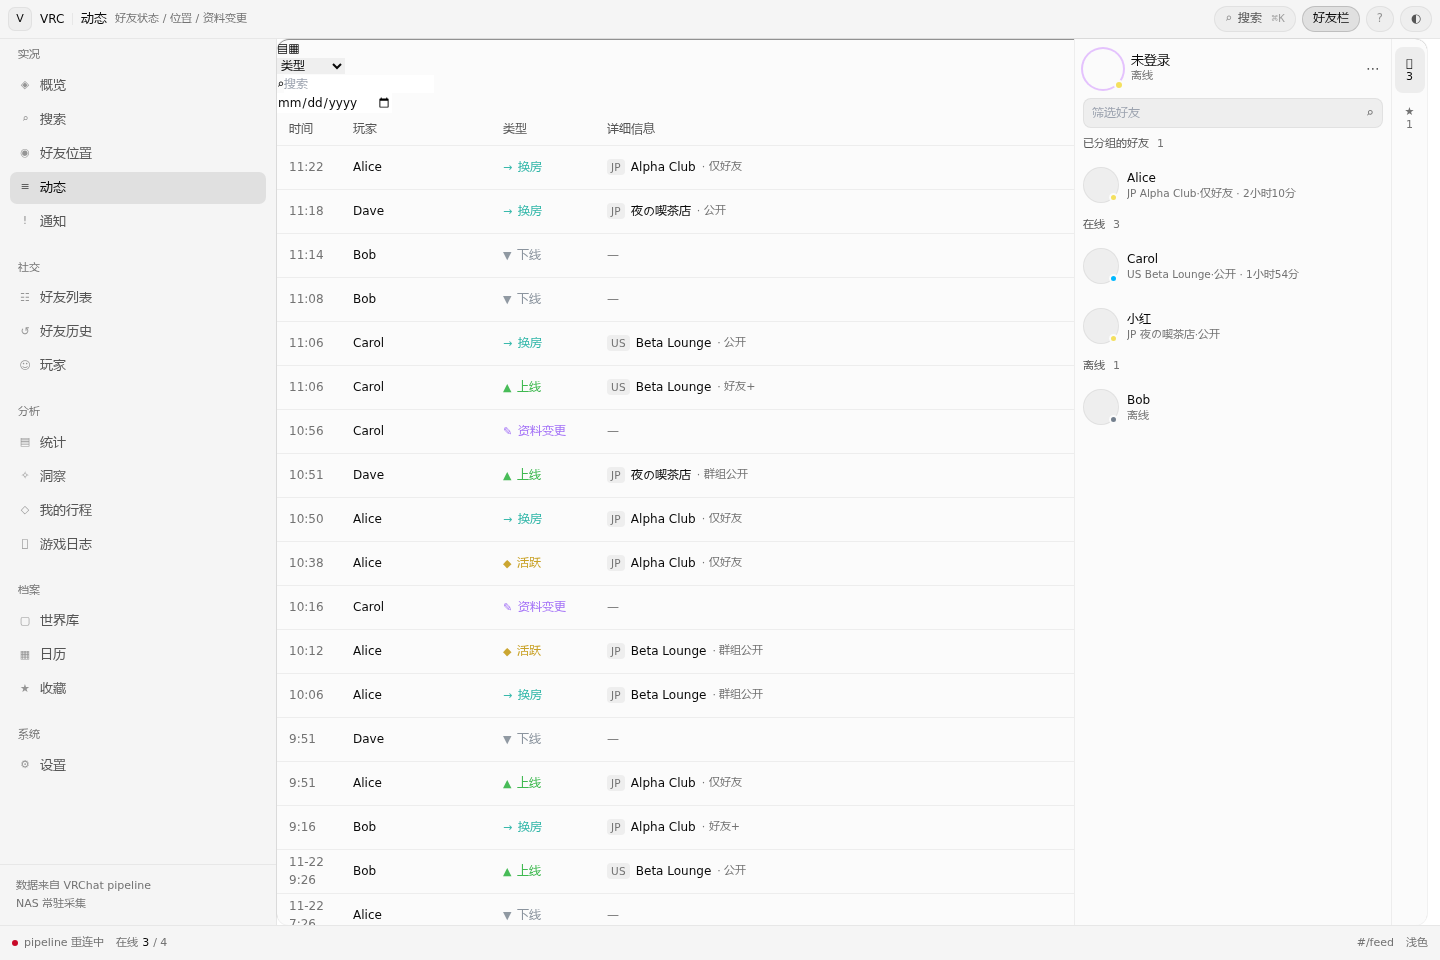 V VRC 动态 好友状态 / 位置 / 资料变更 搜索 ⌘K 好友栏 ?
实况
概览
搜索
好友位置
动态
通知
社交
好友列表
好友历史
玩家
分析
统计
洞察
我的行程
游戏日志
档案
世界库
日历
收藏
系统
设置
数据来自 VRChat pipeline
NAS 常驻采集
类型
搜索
mm/dd/yyyy
时间 玩家 类型 详细信息
11:22 Alice → 换房 JP Alpha Club · 仅好友
11:18 Dave → 换房 JP 夜の喫茶店 · 公开
11:14 Bob ▼ 下线 —
11:08 Bob ▼ 下线 —
11:06 Carol → 换房 US Beta Lounge · 公开
11:06 Carol ▲ 上线 US Beta Lounge · 好友+
10:56 Carol ✎ 资料变更 —
10:51 Dave ▲ 上线 JP 夜の喫茶店 · 群组公开
10:50 Alice → 换房 JP Alpha Club · 仅好友
10:38 Alice ◆ 活跃 JP Alpha Club · 仅好友
10:16 Carol ✎ 资料变更 —
10:12 Alice ◆ 活跃 JP Beta Lounge · 群组公开
10:06 Alice → 换房 JP Beta Lounge · 群组公开
9:51 Dave ▼ 下线 —
9:51 Alice ▲ 上线 JP Alpha Club · 仅好友
9:16 Bob → 换房 JP Alpha Club · 好友+
11-22
9:26 Bob ▲ 上线 US Beta Lounge · 公开
11-22
7:26 Alice ▼ 下线 —
未登录
离线
…
筛选好友
已分组的好友 1
Alice
JP Alpha Club·仅好友 · 2小时10分
在线 3
Carol
US Beta Lounge·公开 · 1小时54分
小红
JP 夜の喫茶店·公开
离线 1
Bob
离线
3
★
1
pipeline 重连中 在线 3 / 4 #/feed 浅色